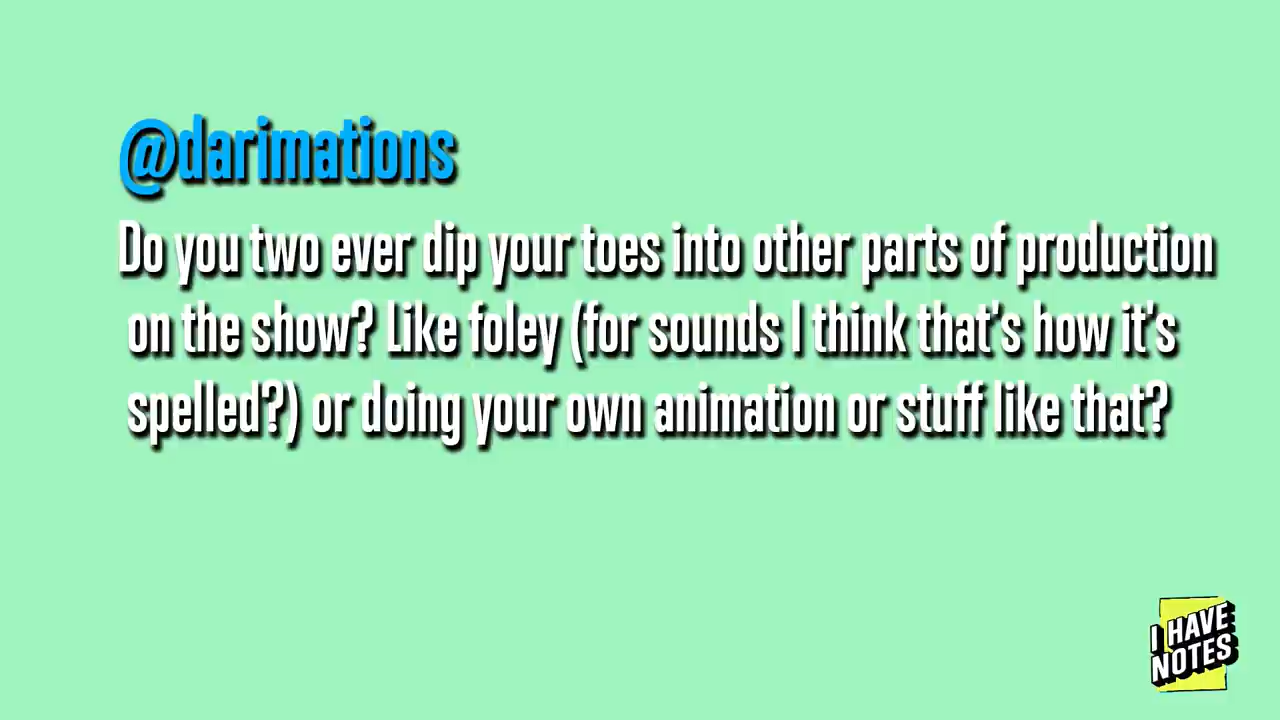 @darimations
Do you two ever dip your toes into other parts of production
on the show? Like foley (for sounds I think that's how it's
spelled?) or doing your own animation or stuff like that?
I HAVE
NOTES